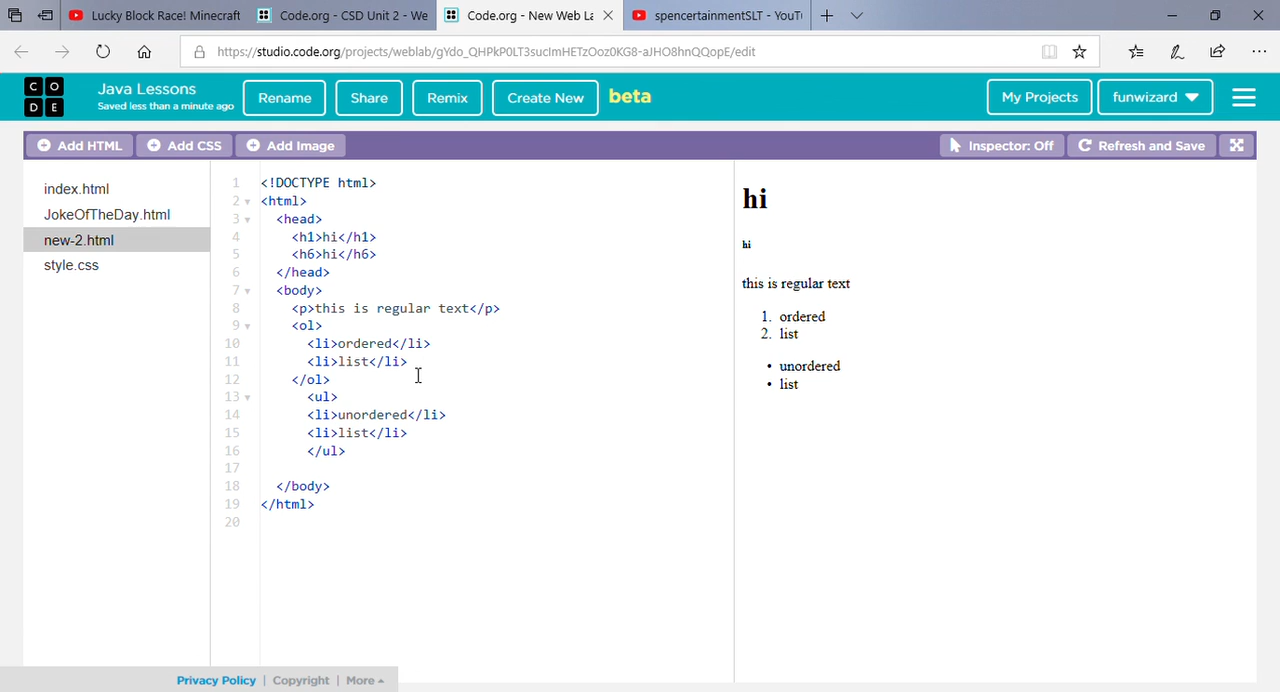 Lucky Block Race! Minecraft
Code.org - CSD Unit 2 - We
Code.org - New Web La
spencertainmentSLT - YouT
https://studio.code.org/projects/weblab/gYdo_QHPkP0LT3sucImHETzOoz0KG8-aJHO8hnQQopE/edit
C O D E
Java Lessons
Saved less than a minute ago
Rename
Share
Remix
Create New
beta
My Projects
funwizard
Add HTML
Add CSS
Add Image
Inspector: Off
Refresh and Save
index.html
JokeOfTheDay.html
new-2.html
style.css
1 <!DOCTYPE html>
2 <html>
3 <head>
4 <h1>hi</h1>
5 <h6>hi</h6>
6 </head>
7 <body>
8 <p>this is regular text</p>
9 <ol>
10 <li>ordered</li>
11 <li>list</li>
12 </ol>
13 <ul>
14 <li>unordered</li>
15 <li>list</li>
16 </ul>
17
18 </body>
19 </html>
20
hi
hi
this is regular text
1. ordered
2. list
• unordered
• list
Privacy Policy | Copyright | More